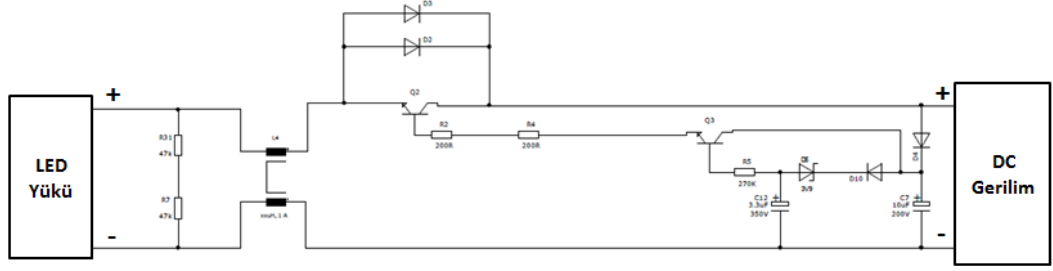 D3
D2
+
+
Q2
Q3
R31
47k
L4
R2
200R
R4
200R
D4
LED
Yükü
R5
270K
3V9
D10
DC
Gerilim
R7
47k
C12
3.3uF
350V
+
C7
10uF
200V
+
1 A
-
-